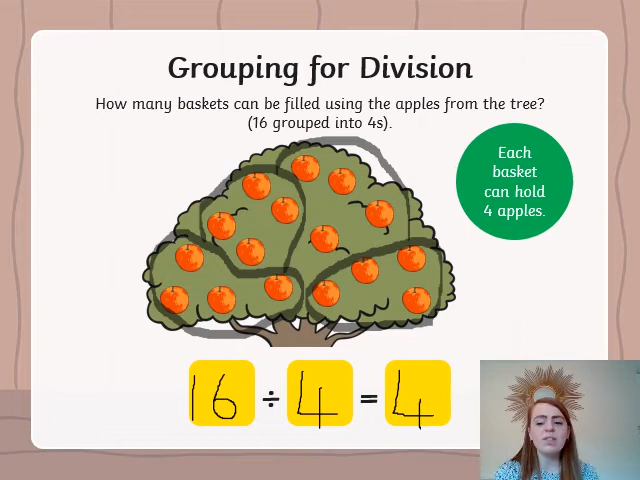 Grouping for Division
How many baskets can be filled using the apples from the tree?
(16 grouped into 4s).
Each
basket
can hold
4 apples.
16 ÷ 4 = 4